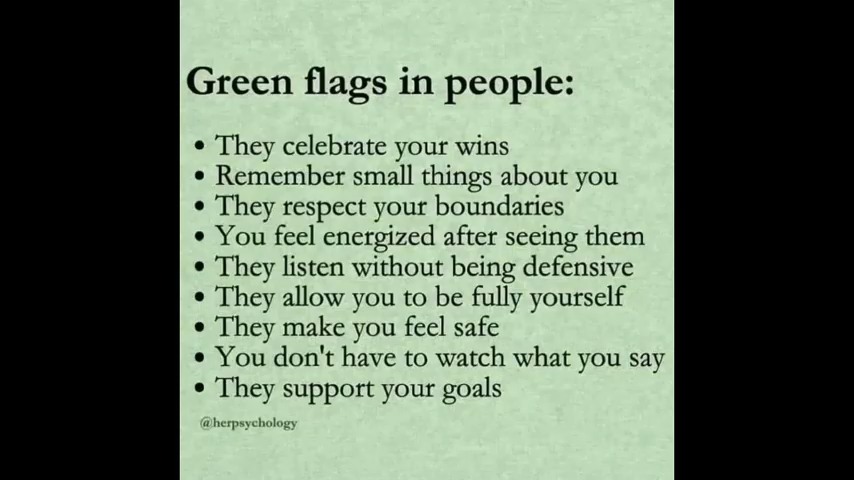 Green flags in people:
• They celebrate your wins
• Remember small things about you
• They respect your boundaries
• You feel energized after seeing them
• They listen without being defensive
• They allow you to be fully yourself
• They make you feel safe
• You don't have to watch what you say
• They support your goals
@herpsychology